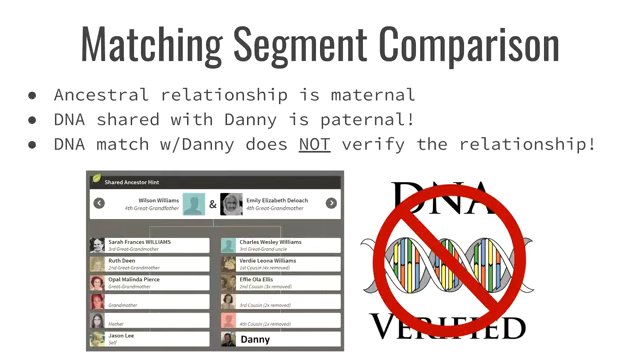 Matching Segment Comparison
● Ancestral relationship is maternal
● DNA shared with Danny is paternal!
● DNA match w/Danny does NOT verify the relationship!
Shared Ancestor Hint
Wilson Williams
4th Great-Grandfather
&
Emily Elizabeth Deloach
4th Great-Grandmother
Sarah Frances WILLIAMS
3rd Great-Grandmother
Charles Wesley Williams
3rd Great-Grand uncle
Ruth Deen
2nd Great-Grandmother
Verdie Leona Williams
1st Cousin (4x removed)
Opal Malinda Pierce
Great-Grandmother
Effie Ola Ellis
2nd Cousin (3x removed)
Grandmother
3rd Cousin (2x removed)
Mother
4th Cousin (1x removed)
Jason Lee
Self
Danny
DNA
VERIFIED